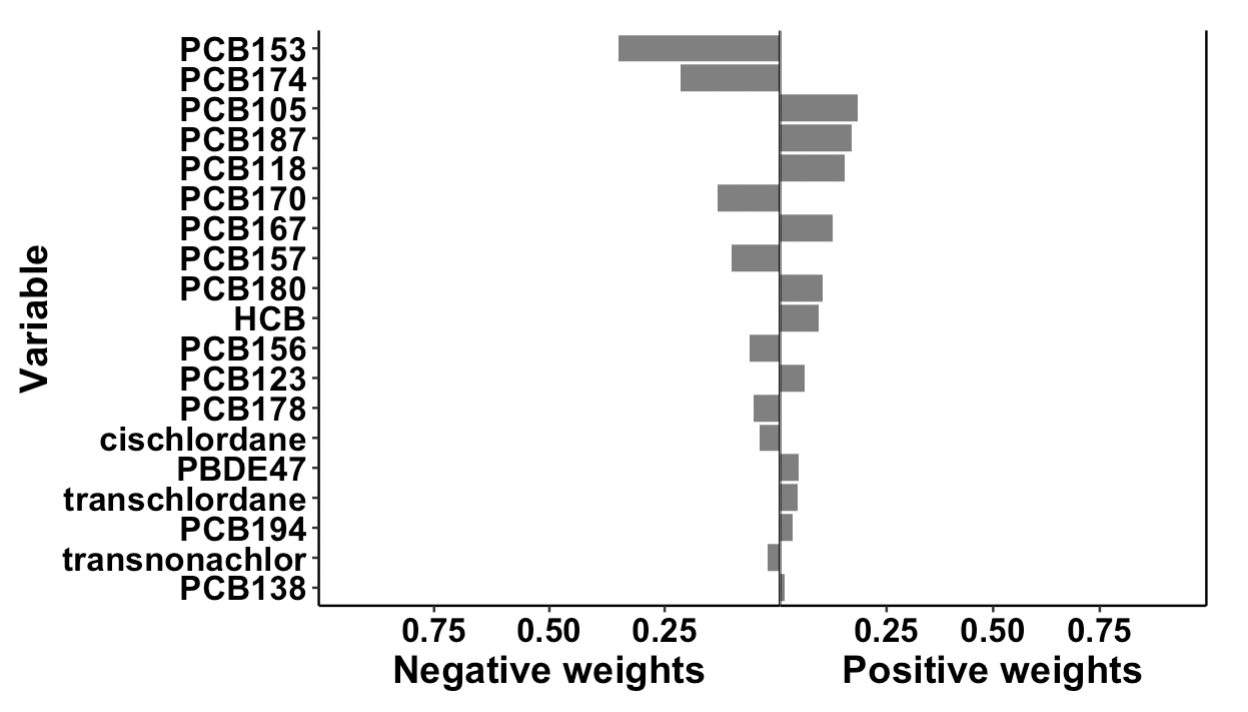 PCB153
PCB174
PCB105
PCB187
PCB118
PCB170
PCB167
PCB157
PCB180
HCB
PCB156
PCB123
PCB178
cischlordane
PBDE47
transchlordane
PCB194
transnonachlor
PCB138
Variable
0.75 0.50 0.25 0.25 0.50 0.75
Negative weights Positive weights